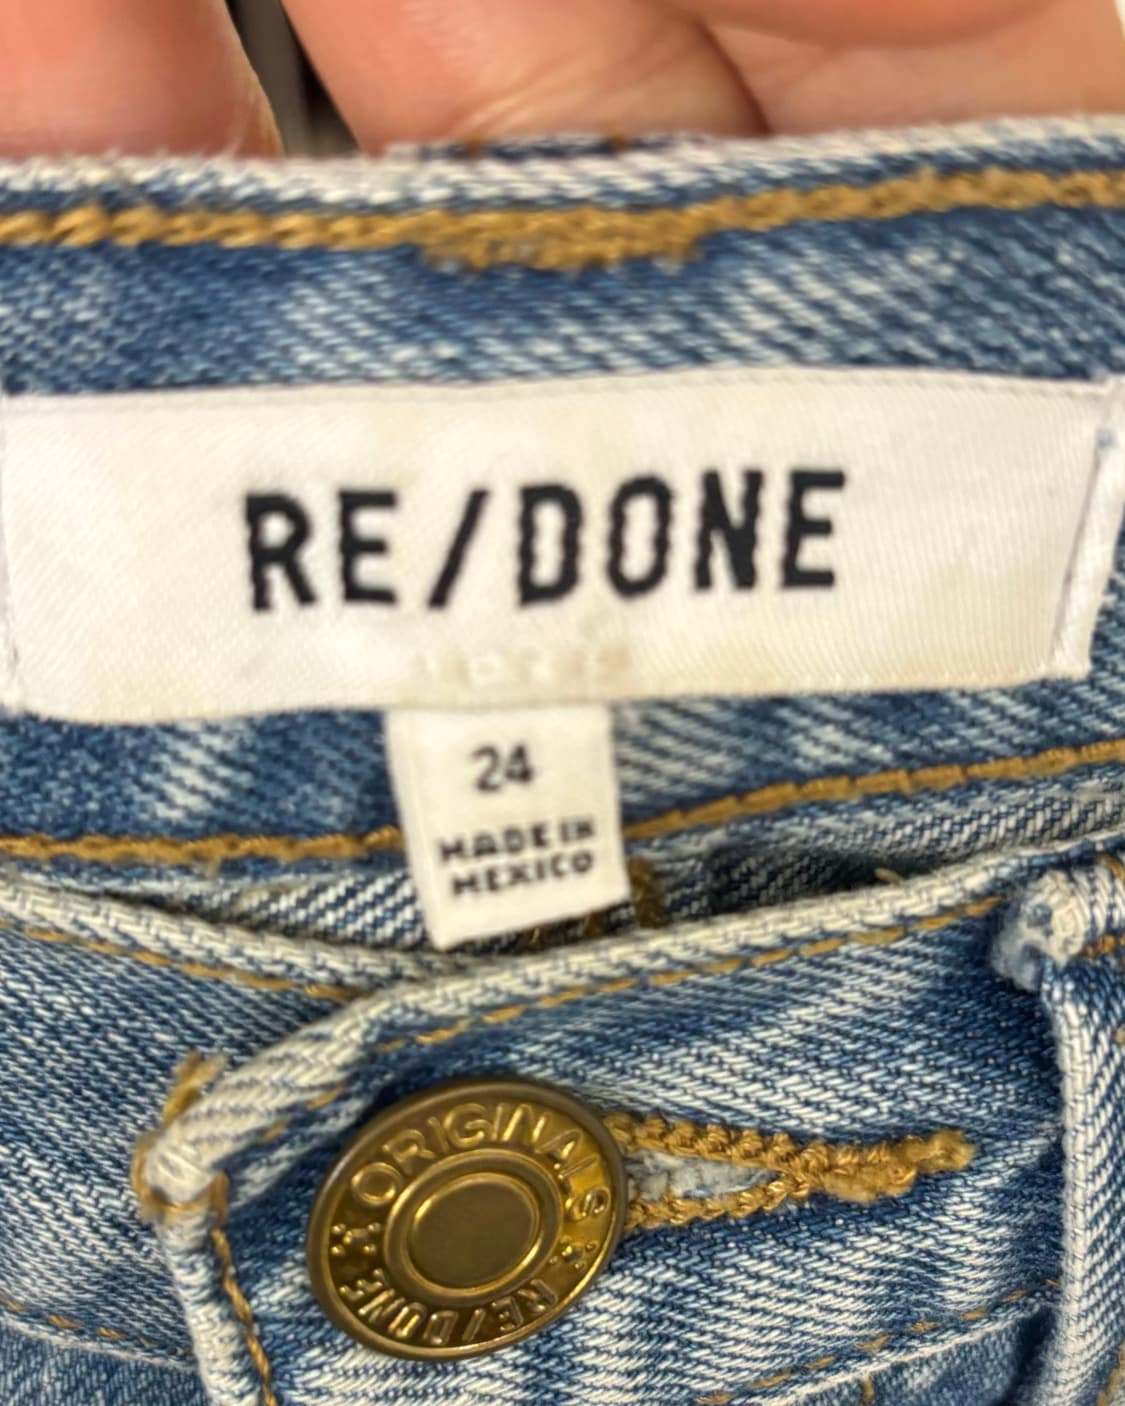 RE/DONE
24
MADE IN
MEXICO
ORIGINALS
RE/DONE